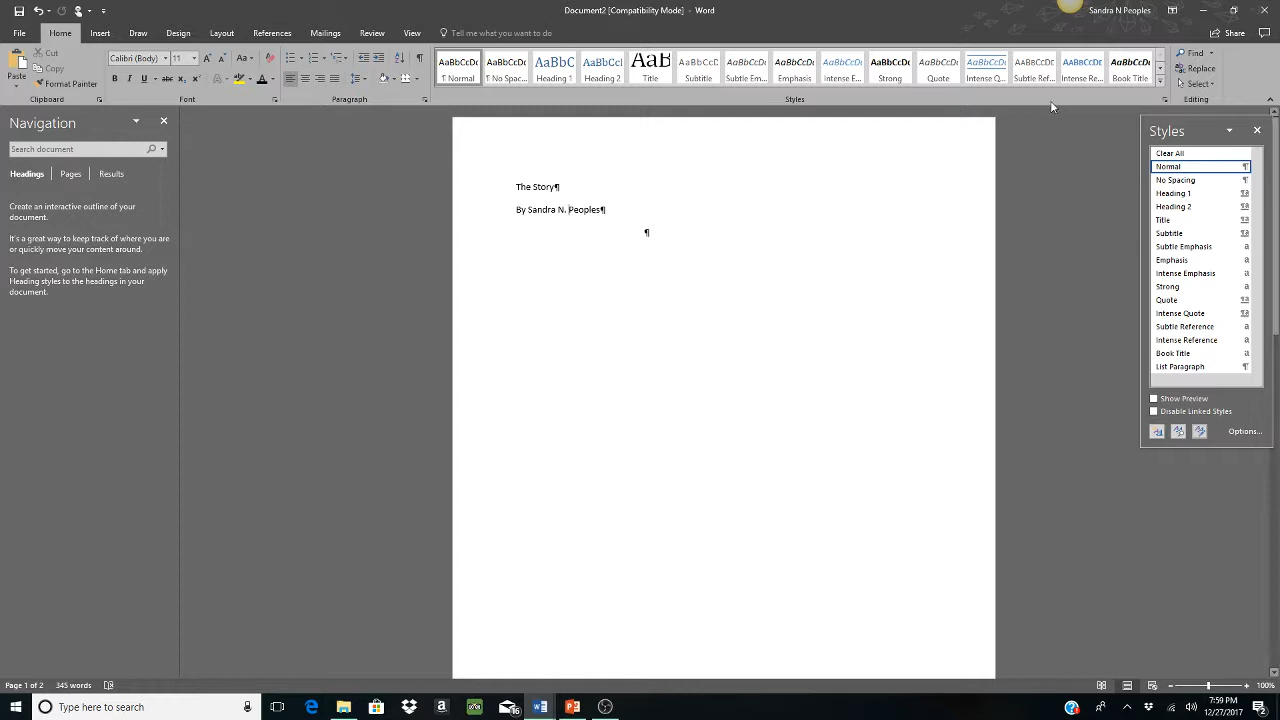 Document2 [Compatibility Mode] - Word
Sandra N Peoples
File Home Insert Draw Design Layout References Mailings Review View Tell me what you want to do Share
Paste
Cut
Copy
Format Painter
Calibri (Body) 11
AaBbCcDc ¶ Normal
AaBbCcDc ¶ No Spac...
AaBbC Heading 1
AaBbCcI Heading 2
AaB Title
AaBbCcD Subtitle
AaBbCcDc Subtle Em...
AaBbCcDc Emphasis
AaBbCcDc Intense E...
AaBbCcDc Strong
AaBbCcDc Quote
AaBbCcDc Intense Q...
AaBbCcDc Subtle Ref...
AaBbCcDc Intense Re...
AaBbCcDc Book Title
Find
Replace
Select
Clipboard Font Paragraph Styles Editing
Navigation
Search document
Headings Pages Results
Create an interactive outline of your
document.
It's a great way to keep track of where you are
or quickly move your content around.
To get started, go to the Home tab and apply
Heading styles to the headings in your
document.
The Story¶
By Sandra N. Peoples¶
¶
Styles
Clear All
Normal ¶
No Spacing ¶
Heading 1 ¶a
Heading 2 ¶a
Title ¶a
Subtitle ¶a
Subtle Emphasis a
Emphasis a
Intense Emphasis a
Strong a
Quote ¶a
Intense Quote ¶a
Subtle Reference a
Intense Reference a
Book Title a
List Paragraph ¶
Show Preview
Disable Linked Styles
Options...
Page 1 of 2 345 words 100%
Type here to search
16
7:59 PM
12/27/2017
2